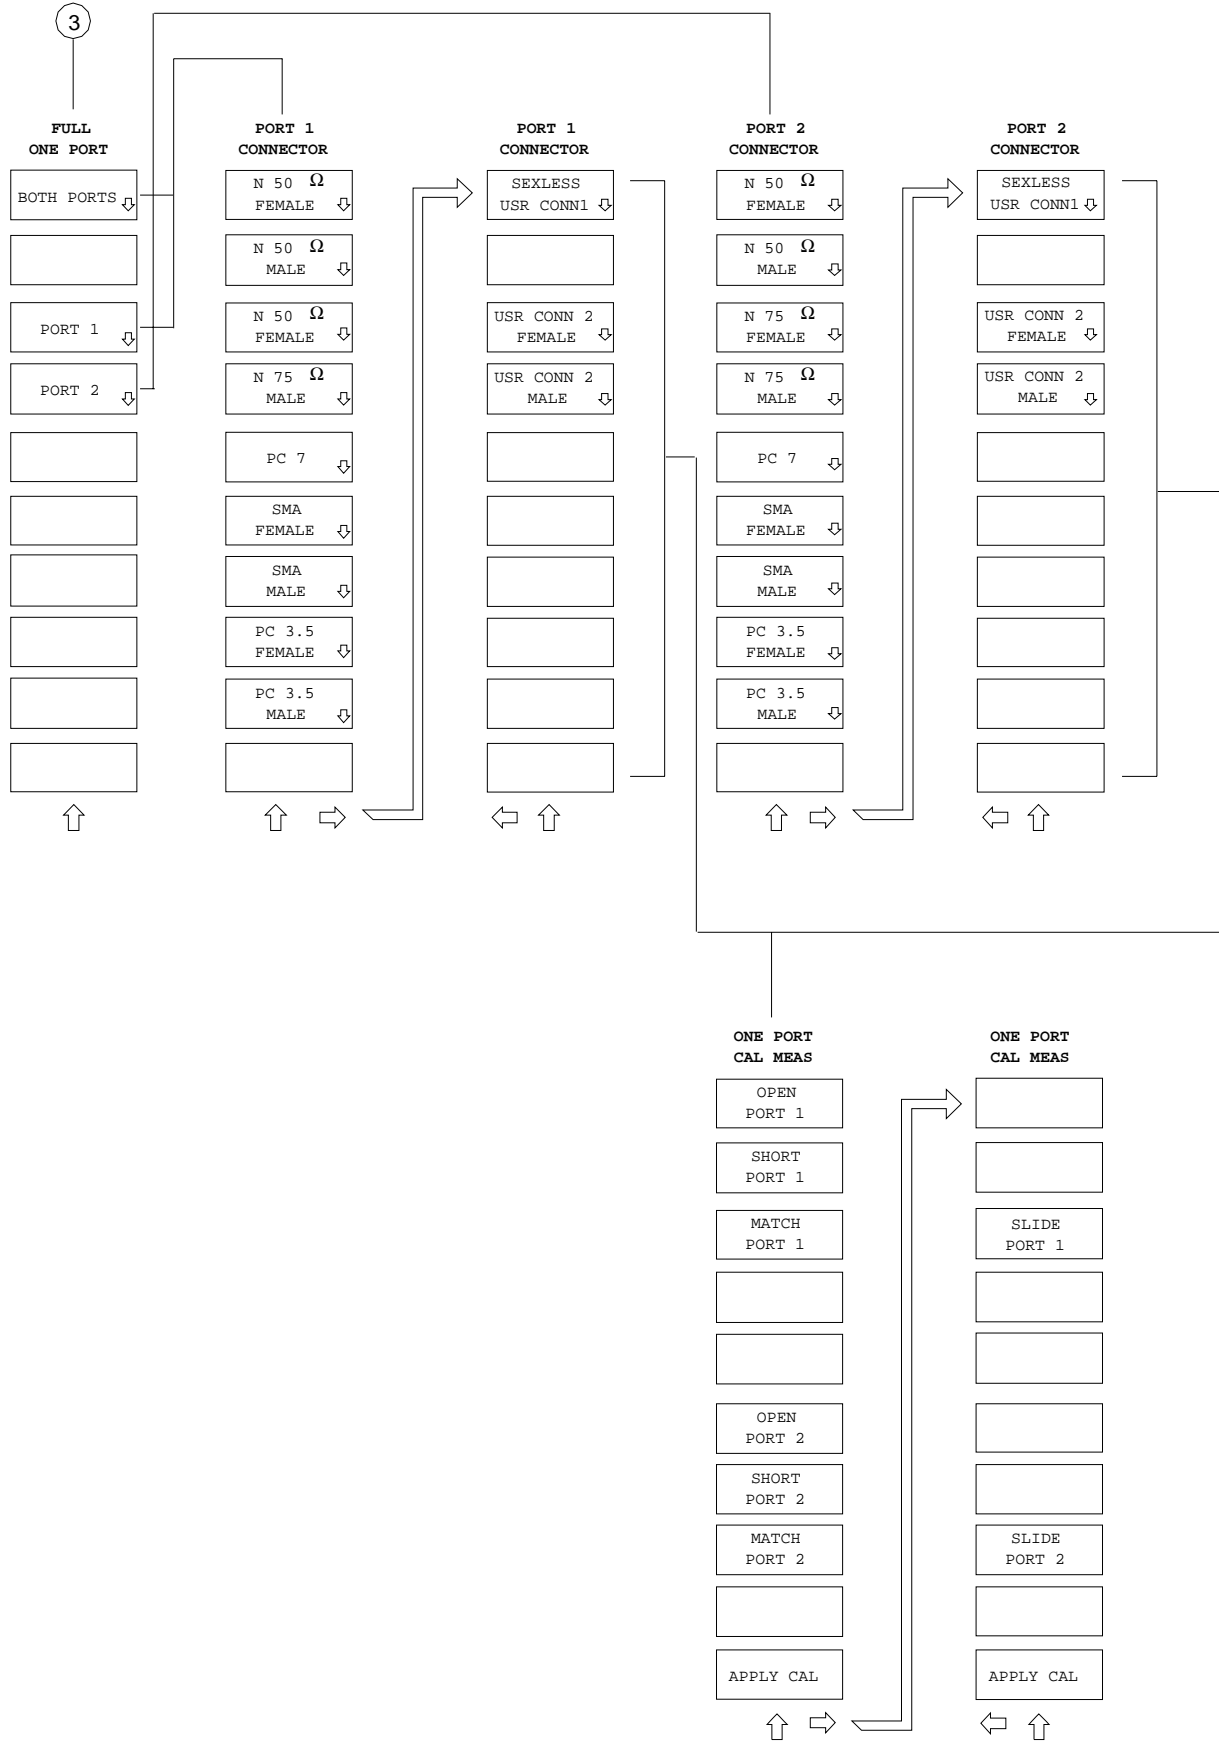 3
FULL
ONE PORT
BOTH PORTS
PORT 1
PORT 2
PORT 1
CONNECTOR
N 50 Ω
FEMALE
N 50 Ω
MALE
N 50 Ω
FEMALE
N 75 Ω
MALE
PC 7
SMA
FEMALE
SMA
MALE
PC 3.5
FEMALE
PC 3.5
MALE
PORT 1
CONNECTOR
SEXLESS
USR CONN1
USR CONN 2
FEMALE
USR CONN 2
MALE
PORT 2
CONNECTOR
N 50 Ω
FEMALE
N 50 Ω
MALE
N 75 Ω
FEMALE
N 75 Ω
MALE
PC 7
SMA
FEMALE
SMA
MALE
PC 3.5
FEMALE
PC 3.5
MALE
PORT 2
CONNECTOR
SEXLESS
USR CONN1
USR CONN 2
FEMALE
USR CONN 2
MALE
ONE PORT
CAL MEAS
OPEN
PORT 1
SHORT
PORT 1
MATCH
PORT 1
OPEN
PORT 2
SHORT
PORT 2
MATCH
PORT 2
APPLY CAL
ONE PORT
CAL MEAS
SLIDE
PORT 1
SLIDE
PORT 2
APPLY CAL